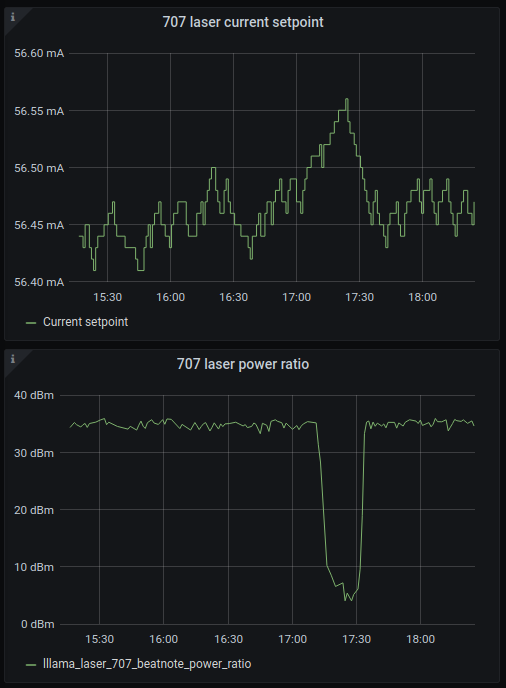 i
707 laser current setpoint
56.60 mA
56.55 mA
56.50 mA
56.45 mA
56.40 mA
15:30 16:00 16:30 17:00 17:30 18:00
Current setpoint
i
707 laser power ratio
40 dBm
30 dBm
20 dBm
10 dBm
0 dBm
15:30 16:00 16:30 17:00 17:30 18:00
lllama_laser_707_beatnote_power_ratio